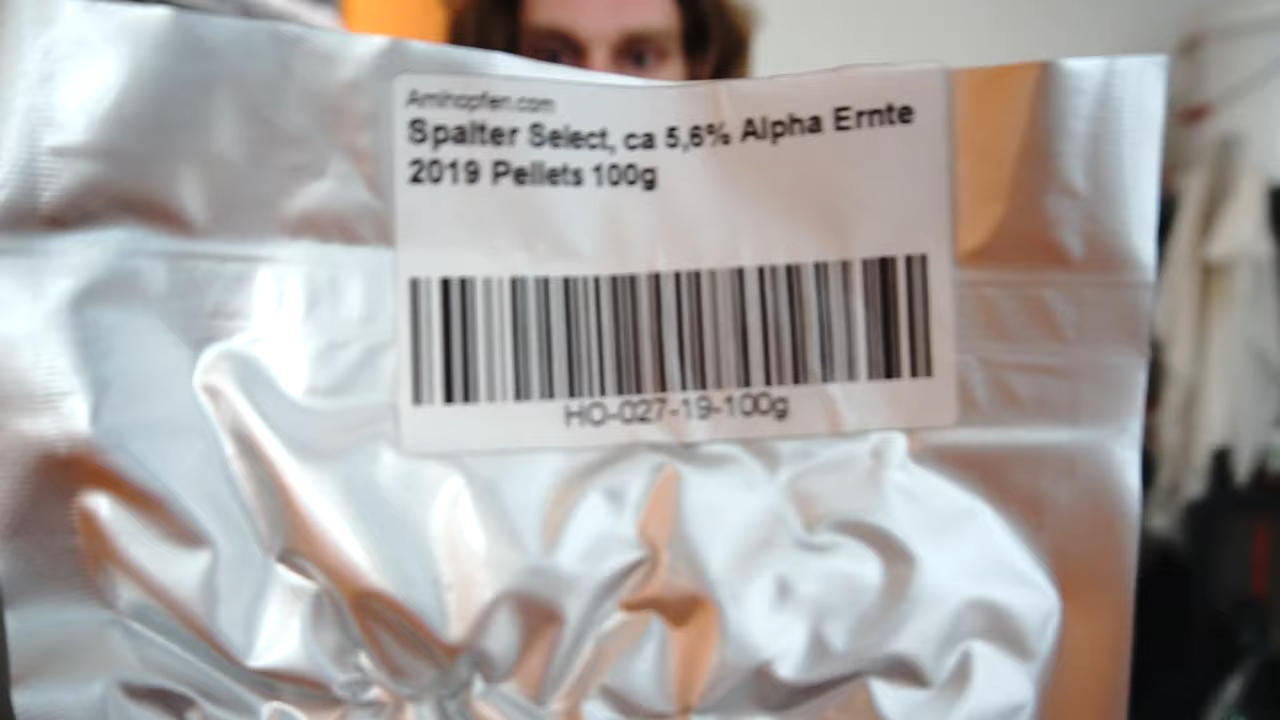 Amihopfen.com
Spalter Select, ca 5,6% Alpha Ernte
2019 Pellets 100g
HO-027-19-100g